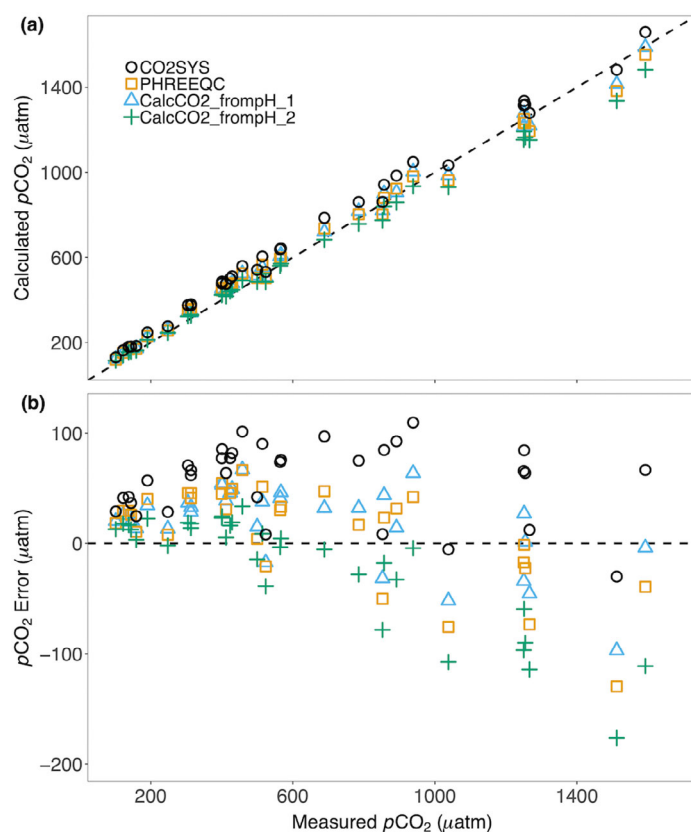 (a)
CO2SYS
PHREEQC
CalcCO2_frompH_1
CalcCO2_frompH_2
Calculated pCO₂ (μatm)
1400
1000
600
200
(b)
pCO₂ Error (μatm)
100
0
−100
−200
200 600 1000 1400
Measured pCO₂ (μatm)